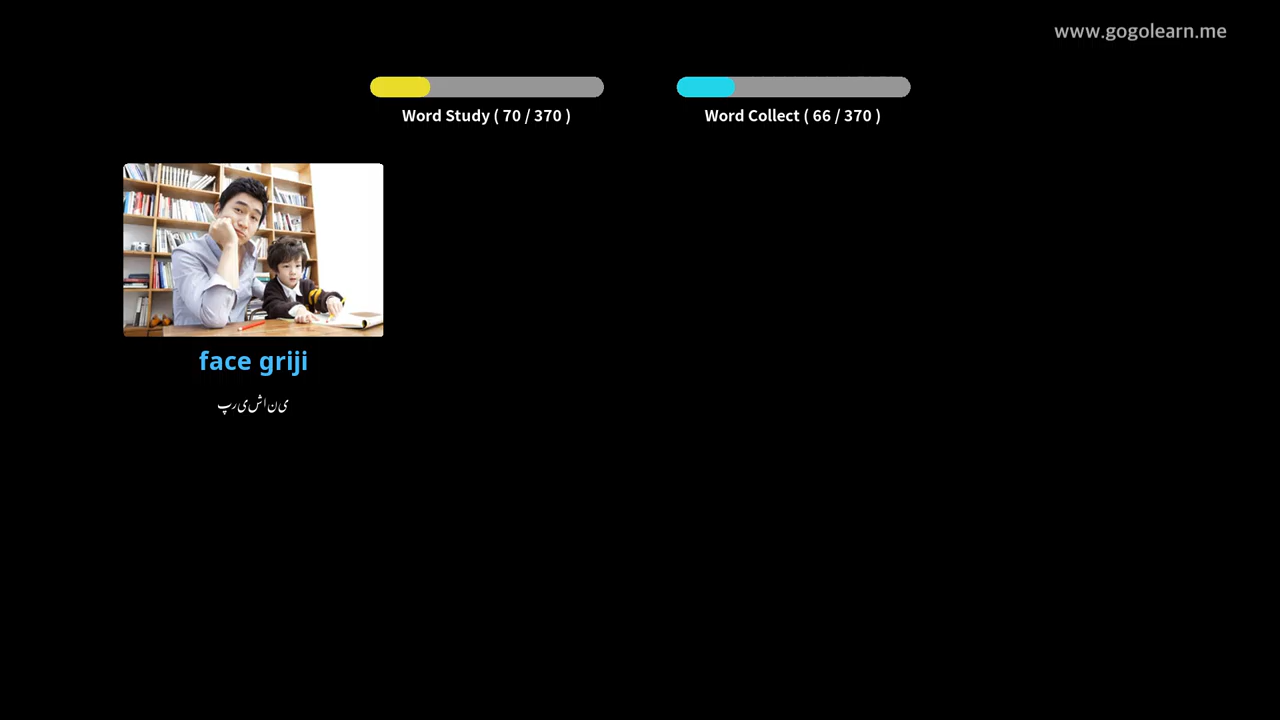 www.gogolearn.me
Word Study ( 70 / 370 )
Word Collect ( 66 / 370 )
face griji
پریشانی